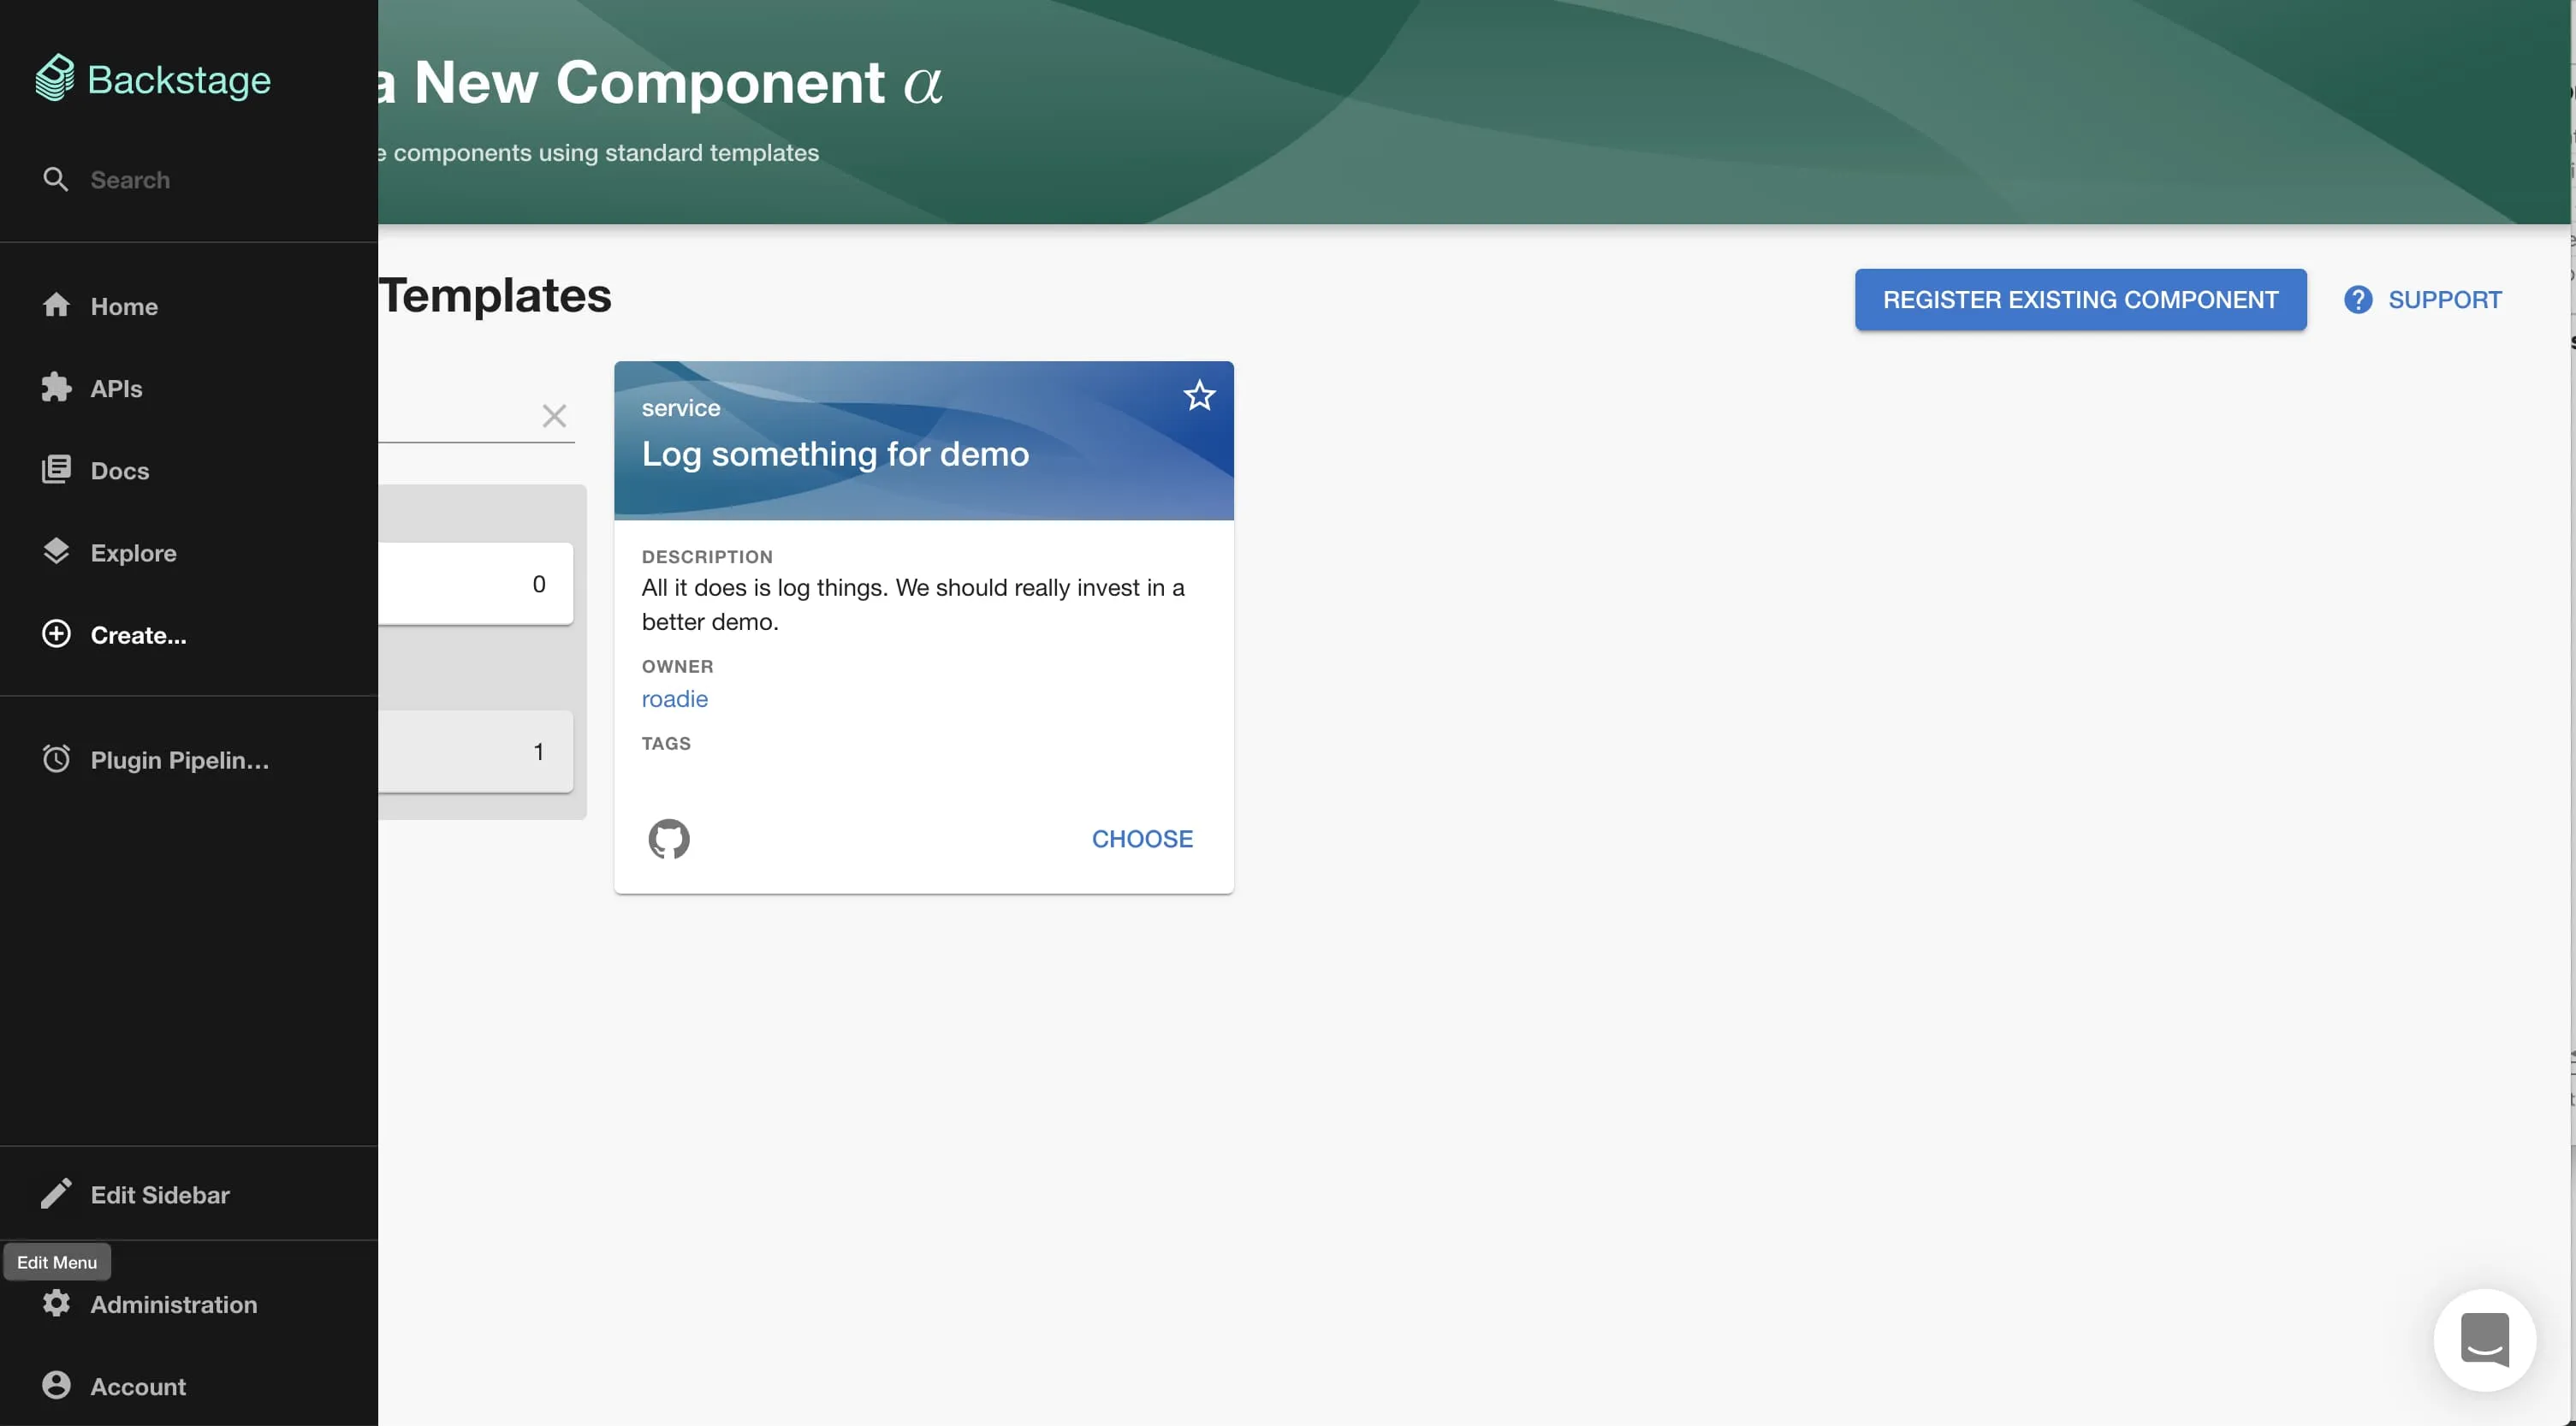 Backstage
Search
Home
APIs
Docs
Explore
Create...
Plugin Pipelin...
Edit Sidebar
Edit Menu
Administration
Account
a New Component α
e components using standard templates
Templates
REGISTER EXISTING COMPONENT
SUPPORT
0
1
service
Log something for demo
DESCRIPTION
All it does is log things. We should really invest in a
better demo.
OWNER
roadie
TAGS
CHOOSE